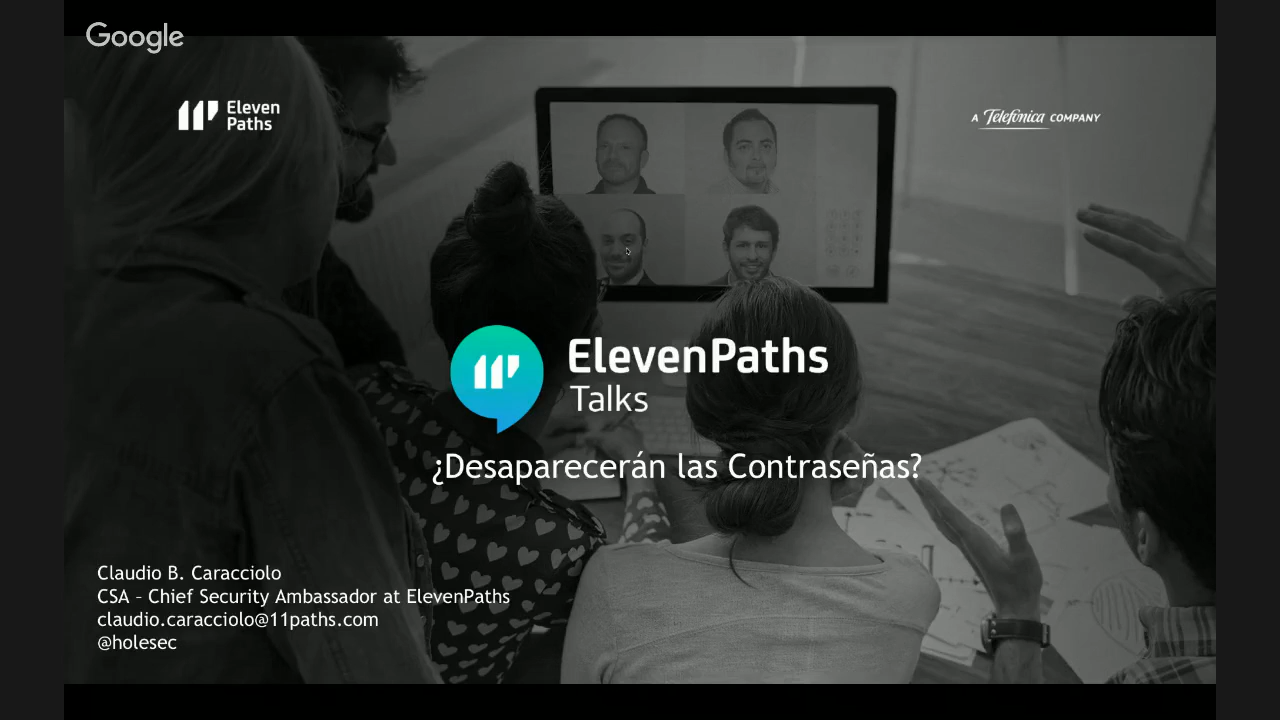 Google
Eleven
Paths
A Telefónica COMPANY
ElevenPaths
Talks
¿Desaparecerán las Contraseñas?
Claudio B. Caracciolo
CSA – Chief Security Ambassador at ElevenPaths
claudio.caracciolo@11paths.com
@holesec